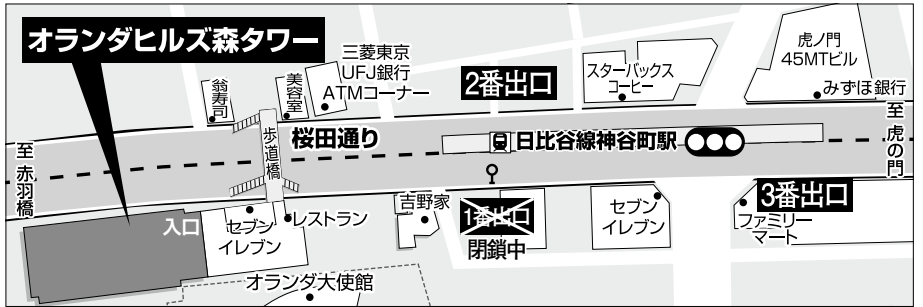 オランダヒルズ森タワー
三菱東京
UFJ銀行
ATMコーナー
翁寿司
美容室
2番出口
スターバックス
コーヒー
虎ノ門
45MTビル
みずほ銀行
至 赤羽橋
歩道橋
桜田通り
日比谷線神谷町駅
至 虎の門
入口
セブン
イレブン
レストラン
吉野家
1番出口
閉鎖中
セブン
イレブン
3番出口
ファミリー
マート
オランダ大使館